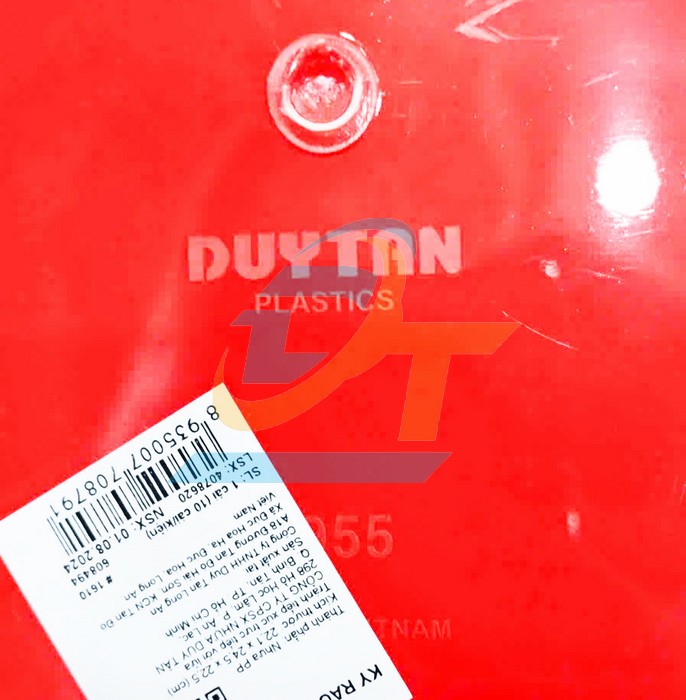 DUYTAN
PLASTICS
DT
955
TNAM
KÝ RÁC
Thành phần: Nhựa PP
Kích thước: 22.1 x 24.5 x 22.5 (cm)
Tránh tiếp xúc trực tiếp với lửa
CÔNG TY CPSX NHỰA DUY TÂN
298 Hồ Học Lãm, P. An Lạc,
Q. Bình Tân, TP. Hồ Chí Minh
Sản xuất tại:
Công ty TNHH Duy Tân Long An
A18 Đường Tân Đô Hải Sơn, KCN Tân Đô
Xã Đức Hòa Hạ, Đức Hòa, Long An
Việt Nam
# 1610
608494
SL: 1 cái (10 cái/kiện)
LSX: 4078620 NSX: 01.08.2024
8 935007 708791